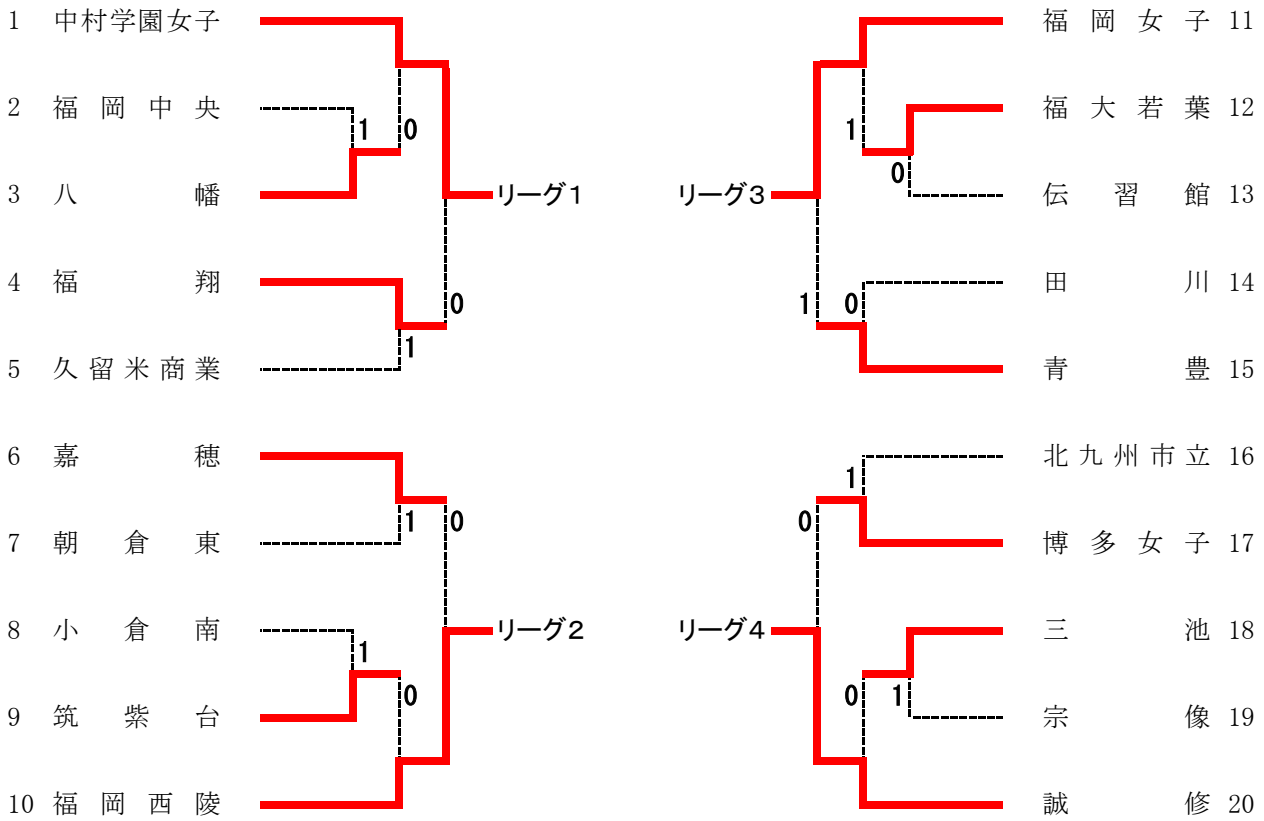 1 中村学園女子
福岡女子 11
2 福岡中央
福大若葉 12
1
0
1
3 八幡
リーグ1
リーグ3
0
伝習館 13
4 福翔
田川 14
0
1
0
1
5 久留米商業
青豊 15
6 嘉穂
北九州市立 16
1
1
0
0
7 朝倉東
博多女子 17
8 小倉南
リーグ2
リーグ4
三池 18
1
0
0
1
9 筑紫台
宗像 19
10 福岡西陵
誠修 20